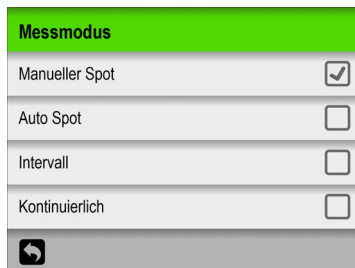 Messmodus
Manueller Spot
Auto Spot
Intervall
Kontinuierlich